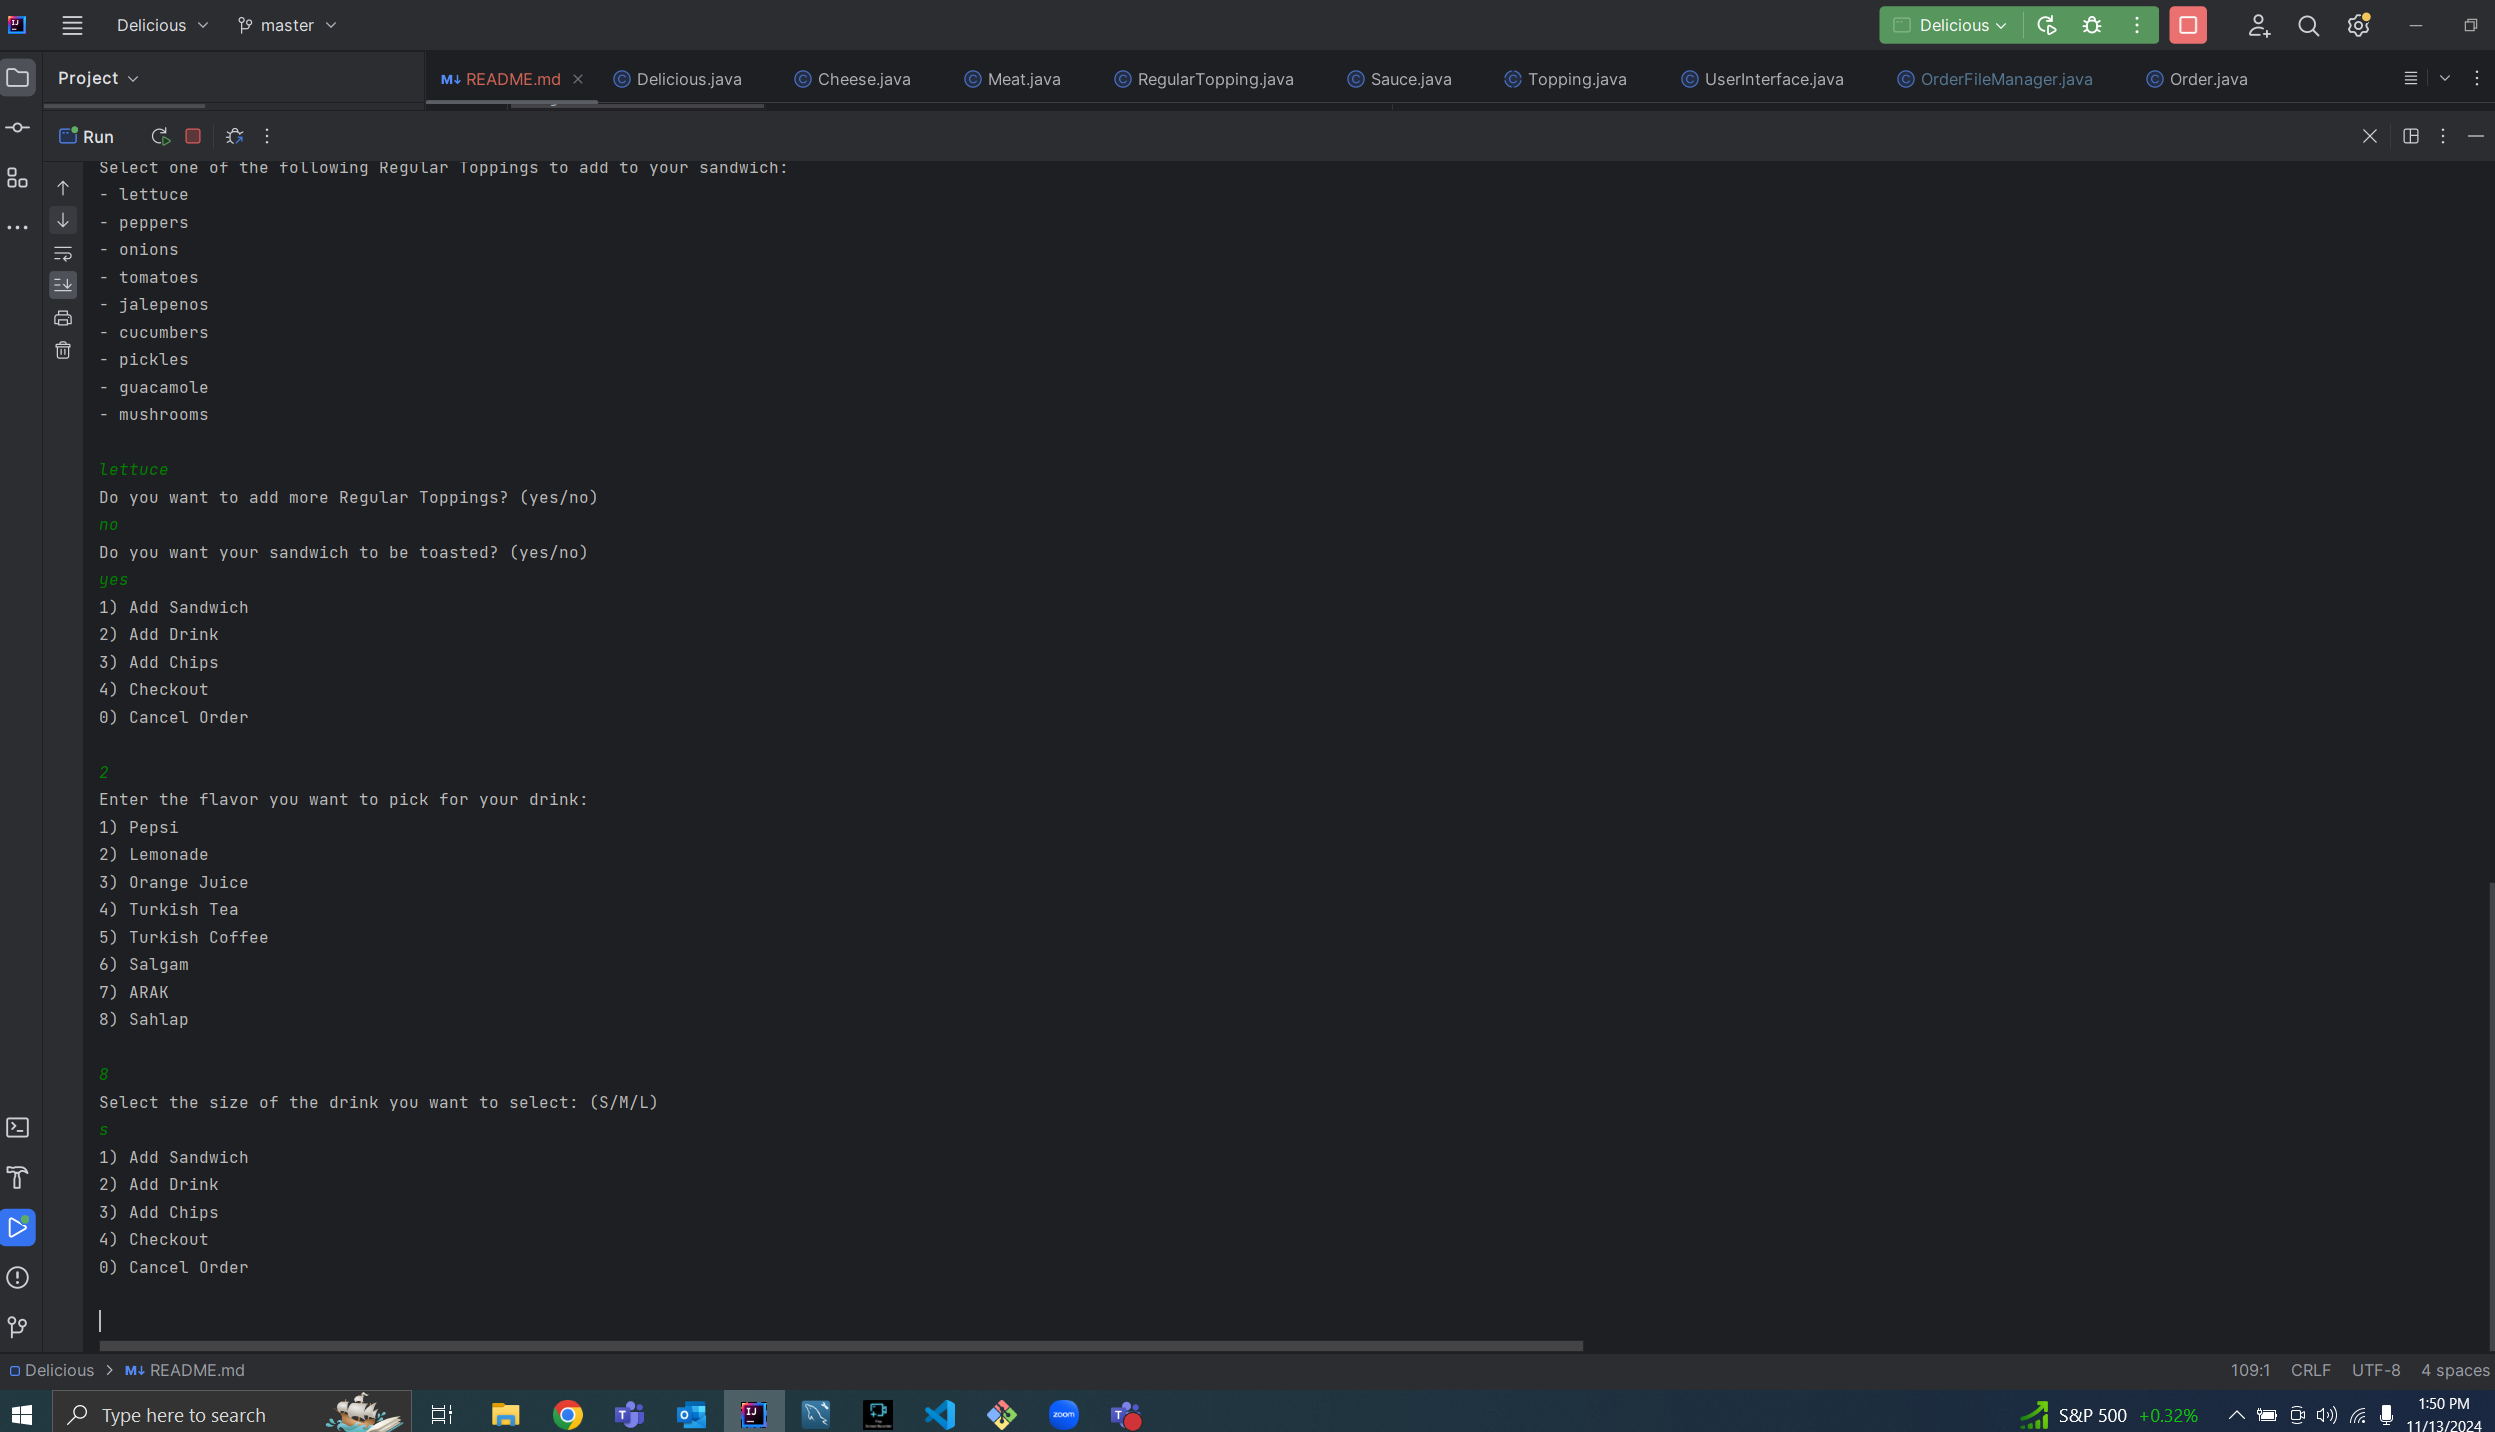 Delicious master Delicious
Project README.md Delicious.java Cheese.java Meat.java RegularTopping.java Sauce.java Topping.java UserInterface.java OrderFileManager.java Order.java
Run
Select one of the following Regular Toppings to add to your sandwich:
- lettuce
- peppers
- onions
- tomatoes
- jalepenos
- cucumbers
- pickles
- guacamole
- mushrooms
lettuce
Do you want to add more Regular Toppings? (yes/no)
no
Do you want your sandwich to be toasted? (yes/no)
yes
1) Add Sandwich
2) Add Drink
3) Add Chips
4) Checkout
0) Cancel Order
2
Enter the flavor you want to pick for your drink:
1) Pepsi
2) Lemonade
3) Orange Juice
4) Turkish Tea
5) Turkish Coffee
6) Salgam
7) ARAK
8) Sahlap
8
Select the size of the drink you want to select: (S/M/L)
s
1) Add Sandwich
2) Add Drink
3) Add Chips
4) Checkout
0) Cancel Order
Delicious > README.md 109:1 CRLF UTF-8 4 spaces
Type here to search zoom S&P 500 +0.32% 1:50 PM
11/13/2024